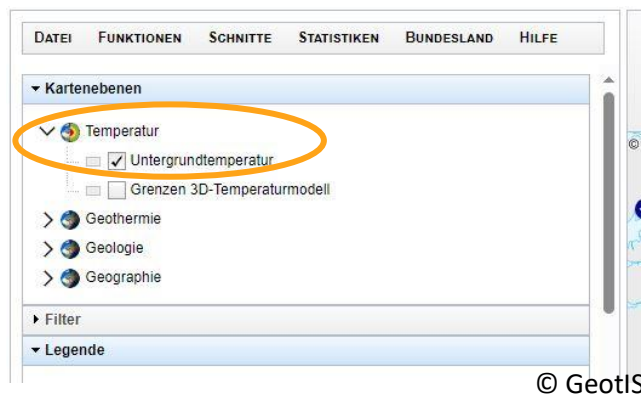 DATEI FUNKTIONEN SCHNITTE STATISTIKEN BUNDESLAND HILFE
Kartenebenen
Temperatur
Untergrundtemperatur
Grenzen 3D-Temperaturmodell
Geothermie
Geologie
Geographie
Filter
Legende
©
© GeotIS